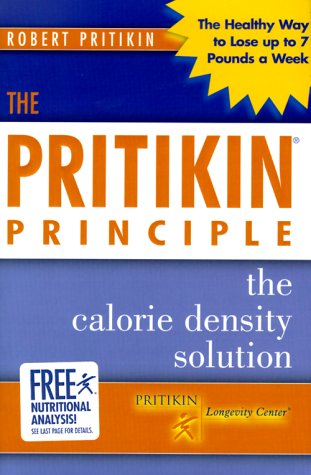 ROBERT PRITIKIN
The Healthy Way
to Lose up to 7
Pounds a Week
THE
PRITIKIN®
PRINCIPLE
the
calorie density
solution
FREE
NUTRITIONAL
ANALYSIS!
SEE LAST PAGE FOR DETAILS.
PRITIKIN
Longevity Center®